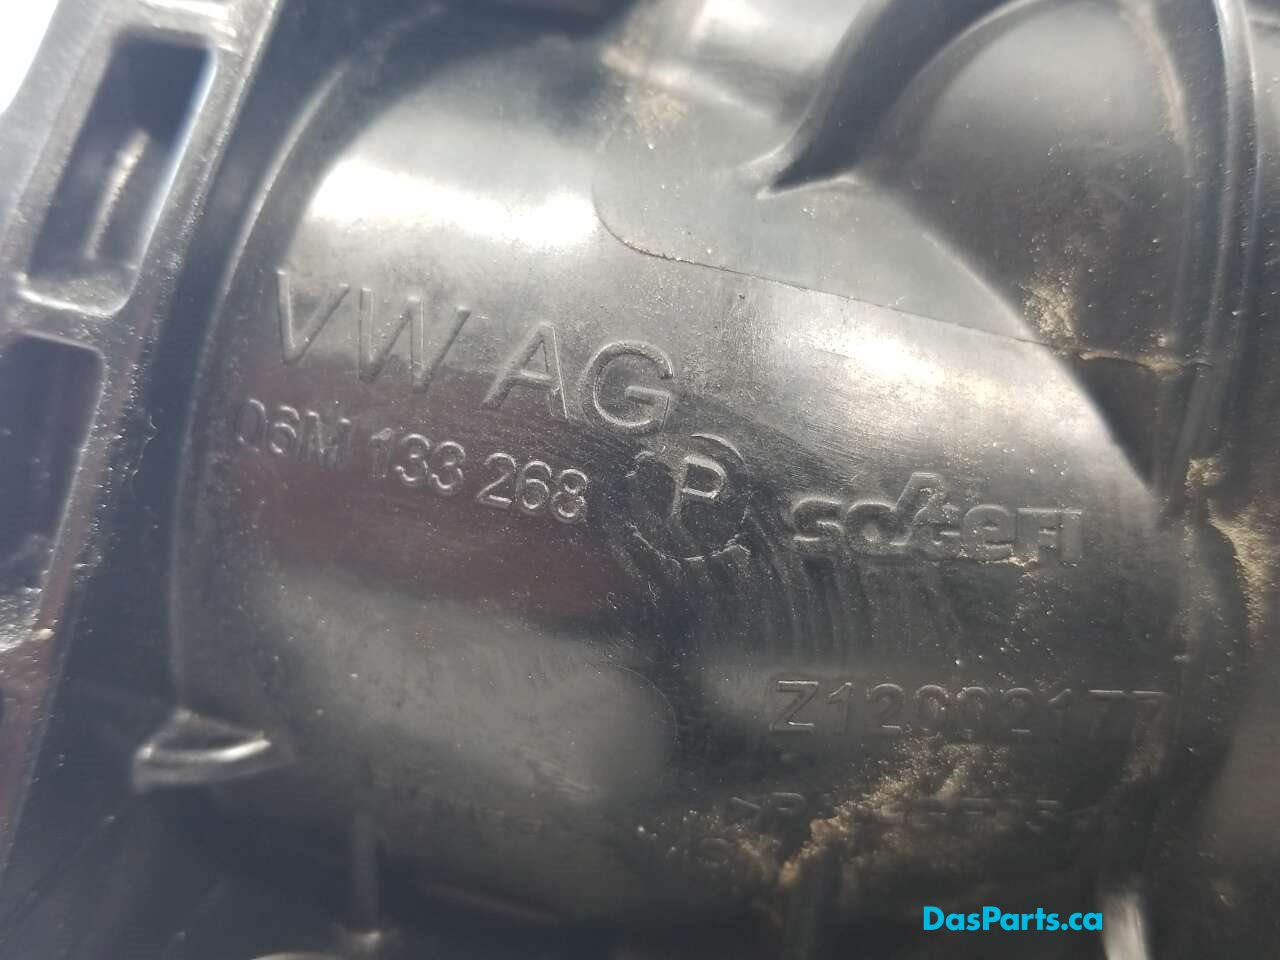 VW AG
06M 133 268
P
SOGEFI
Z12002177
DasParts.ca